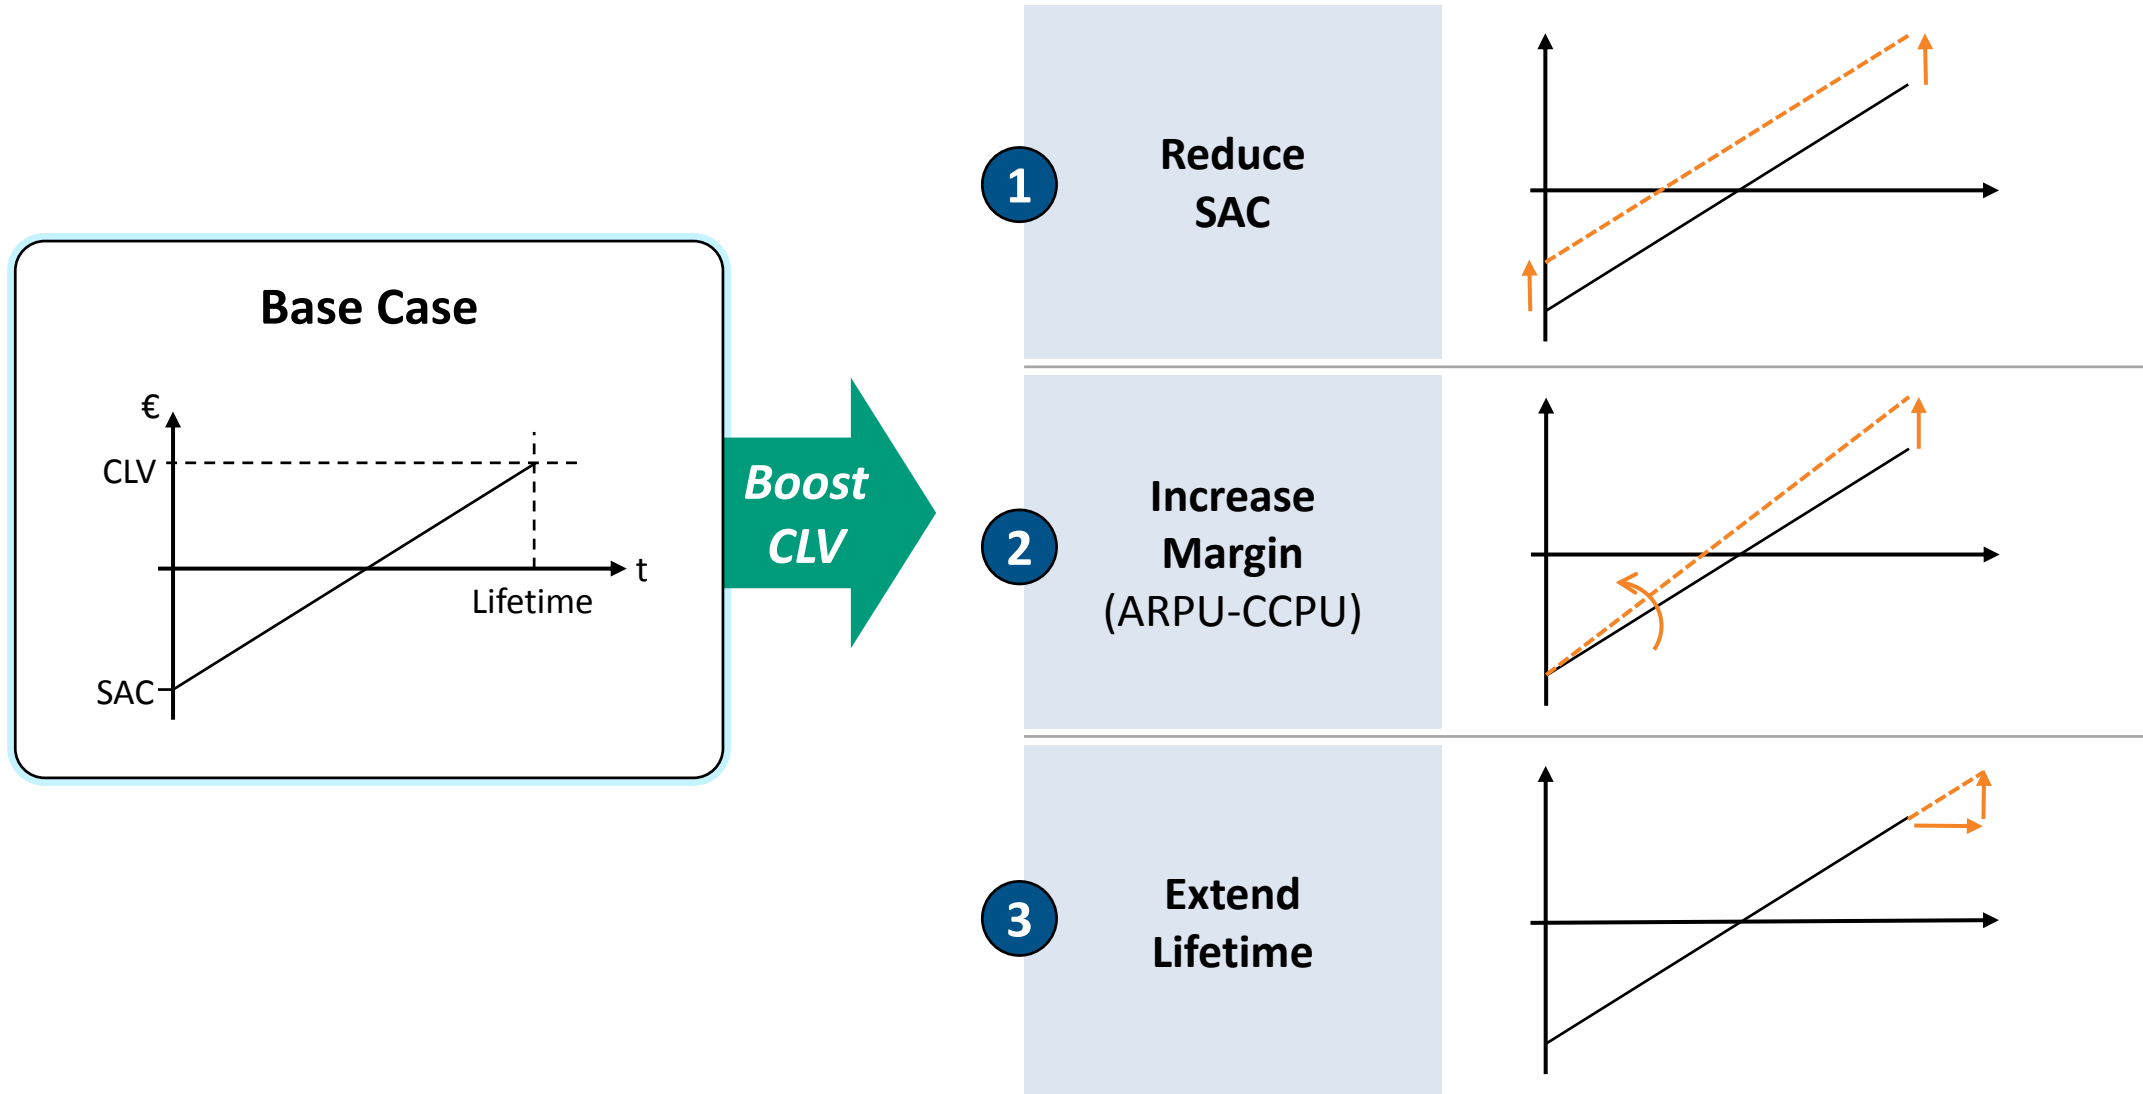 Base Case
€
CLV
t
Lifetime
SAC
Boost
CLV
1
Reduce
SAC
2
Increase
Margin
(ARPU-CCPU)
3
Extend
Lifetime